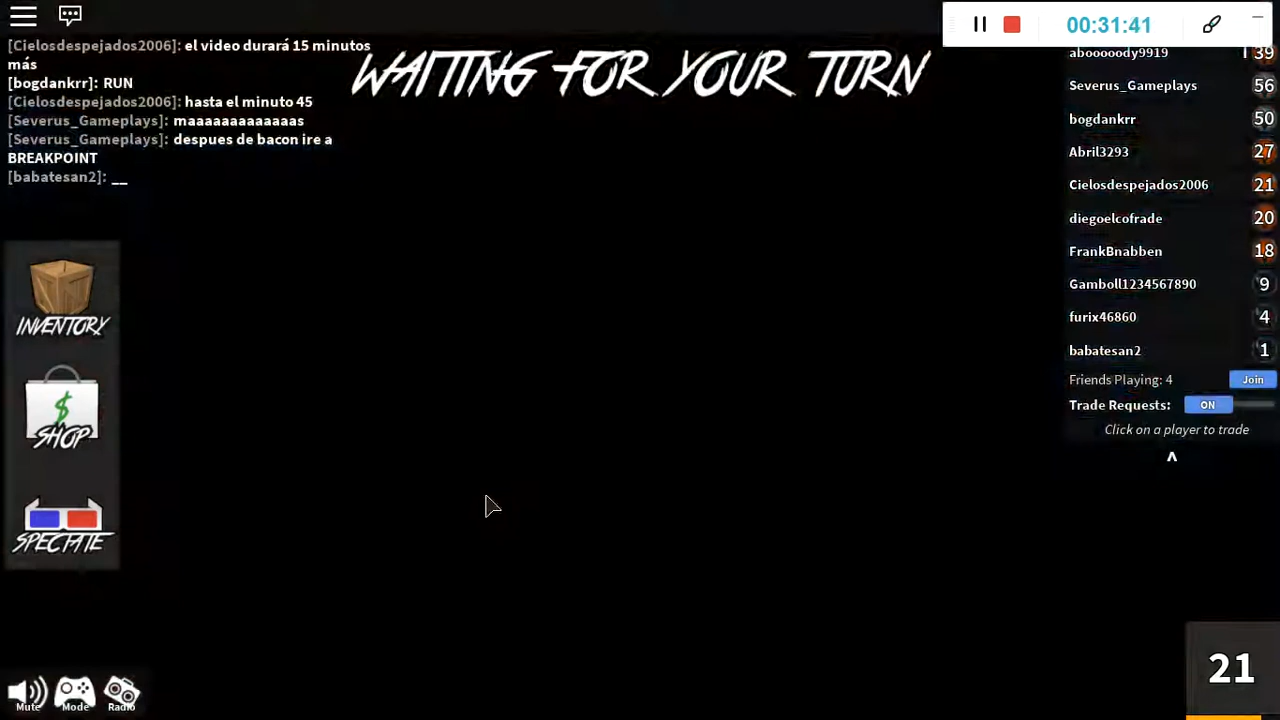 00:31:41
[Cielosdespejados2006]: el video durará 15 minutos
más
[bogdankrr]: RUN
[Cielosdespejados2006]: hasta el minuto 45
[Severus_Gameplays]: maaaaaaaaaaaas
[Severus_Gameplays]: despues de bacon ire a
BREAKPOINT
[babatesan2]: __
WAITING FOR YOUR TURN
abooooody9919 39
Severus_Gameplays 56
bogdankrr 50
Abril3293 27
Cielosdespejados2006 21
diegoelcofrade 20
FrankBnabben 18
Gamboll1234567890 9
furix46860 4
babatesan2 1
Friends Playing: 4 Join
Trade Requests: ON
Click on a player to trade
INVENTORY
$
SHOP
SPECTATE
Mute Mode Radio
21